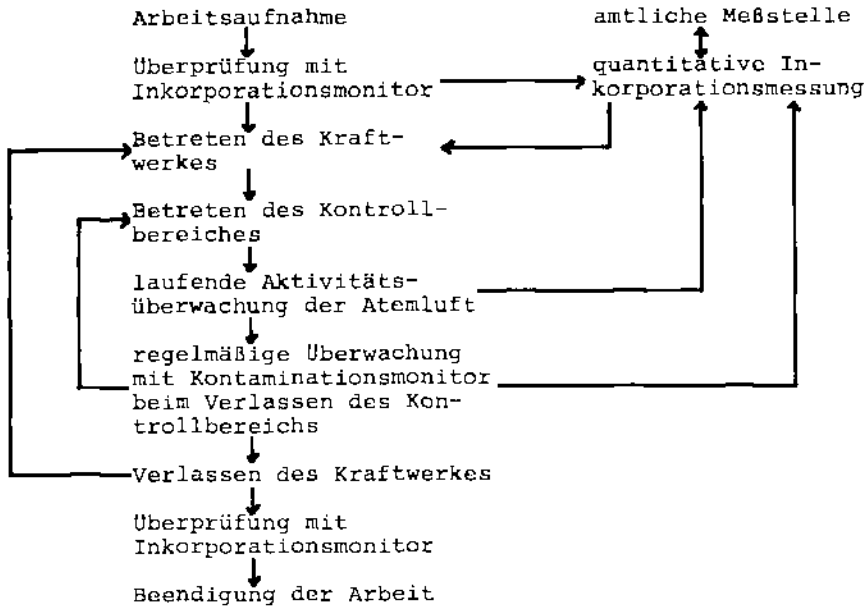 Arbeitsaufnahme
amtliche Meßstelle
Überprüfung mit
Inkorporationsmonitor
quantitative In-
korporationsmessung
Betreten des Kraft-
werkes
Betreten des Kontroll-
bereiches
laufende Aktivitäts-
überwachung der Atemluft
regelmäßige Überwachung
mit Kontaminationsmonitor
beim Verlassen des Kon-
trollbereichs
Verlassen des Kraftwerkes
Überprüfung mit
Inkorporationsmonitor
Beendigung der Arbeit